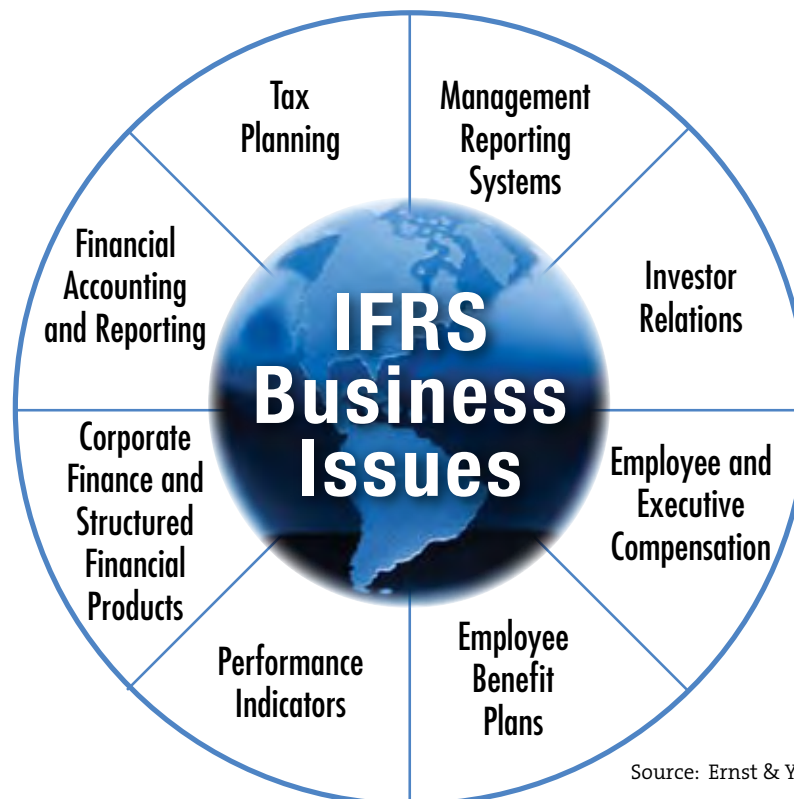 Tax
Planning
Management
Reporting
Systems
Financial
Accounting
and Reporting
Investor
Relations
IFRS
Business
Issues
Corporate
Finance and
Structured
Financial
Products
Employee and
Executive
Compensation
Performance
Indicators
Employee
Benefit
Plans
Source: Ernst & Y